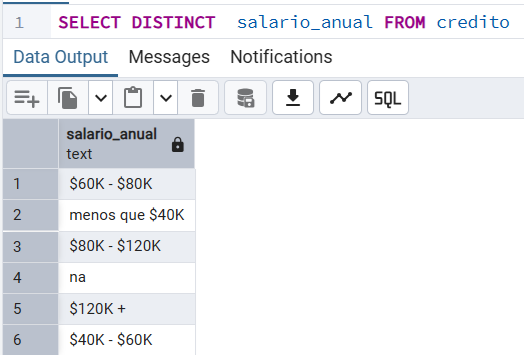 1 SELECT DISTINCT  salario_anual FROM credito
Data Output Messages Notifications
SQL
salario_anual
text
1 $60K - $80K
2 menos que $40K
3 $80K - $120K
4 na
5 $120K +
6 $40K - $60K